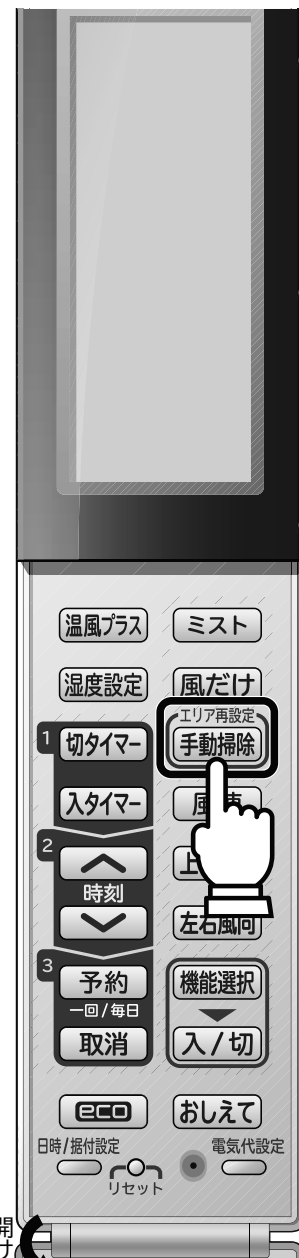 温風プラス
ミスト
湿度設定
風だけ
エリア再設定
1
切タイマー
手動掃除
入タイマー
風
2
時刻
上
左右風向
3
予約
一回/毎日
取消
機能選択
入/切
eco
おしえて
日時/据付設定
リセット
電気代設定
開
け